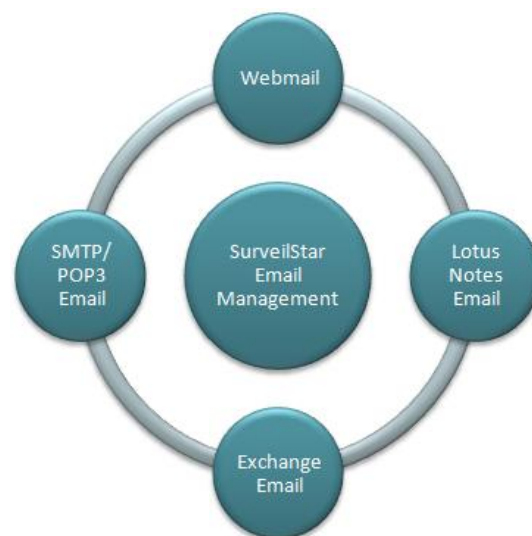 Webmail
SMTP/
POP3
Email
SurveilStar
Email
Management
Lotus
Notes
Email
Exchange
Email